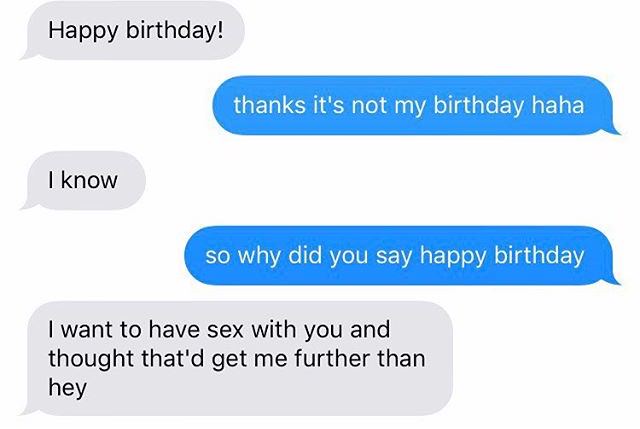 Happy birthday!
thanks it's not my birthday haha
I know
so why did you say happy birthday
I want to have sex with you and
thought that'd get me further than
hey